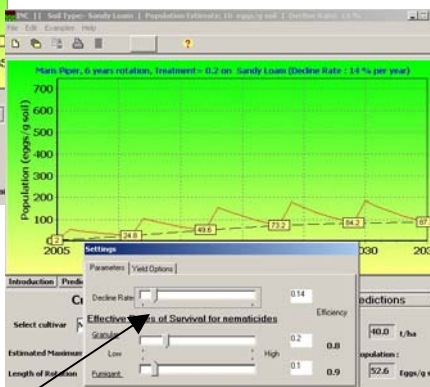 PNC || Soil Type:- Sandy Loam | Population Estimate: 10 eggs/g soil | Decline Rate: 14 %
File Edit Examples Help
Maris Piper, 6 years rotation, Treatment= 0.2 on Sandy Loam (Decline Rate : 14 % per year)
Population (eggs/g soil)
700
600
500
400
300
200
100
2
24.8
49.6
73.2
84.2
87.
2005
030
203
Settings
Parameters Yield Options
Introduction Predi
edictions
Decline Rate
0.14
Select cultivar
Effective of Survival for nematicides
Efficiency
Granular
0.2
0.8
40.0 t/ha
Low
High
Estimated Maximum
opulation :
Length of Rotation
Fumigant
0.1
0.9
52.6 Eggs/g s